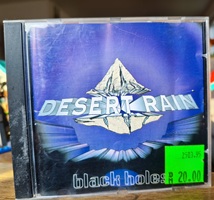 DESERT RAIN
black holes
R 20.00